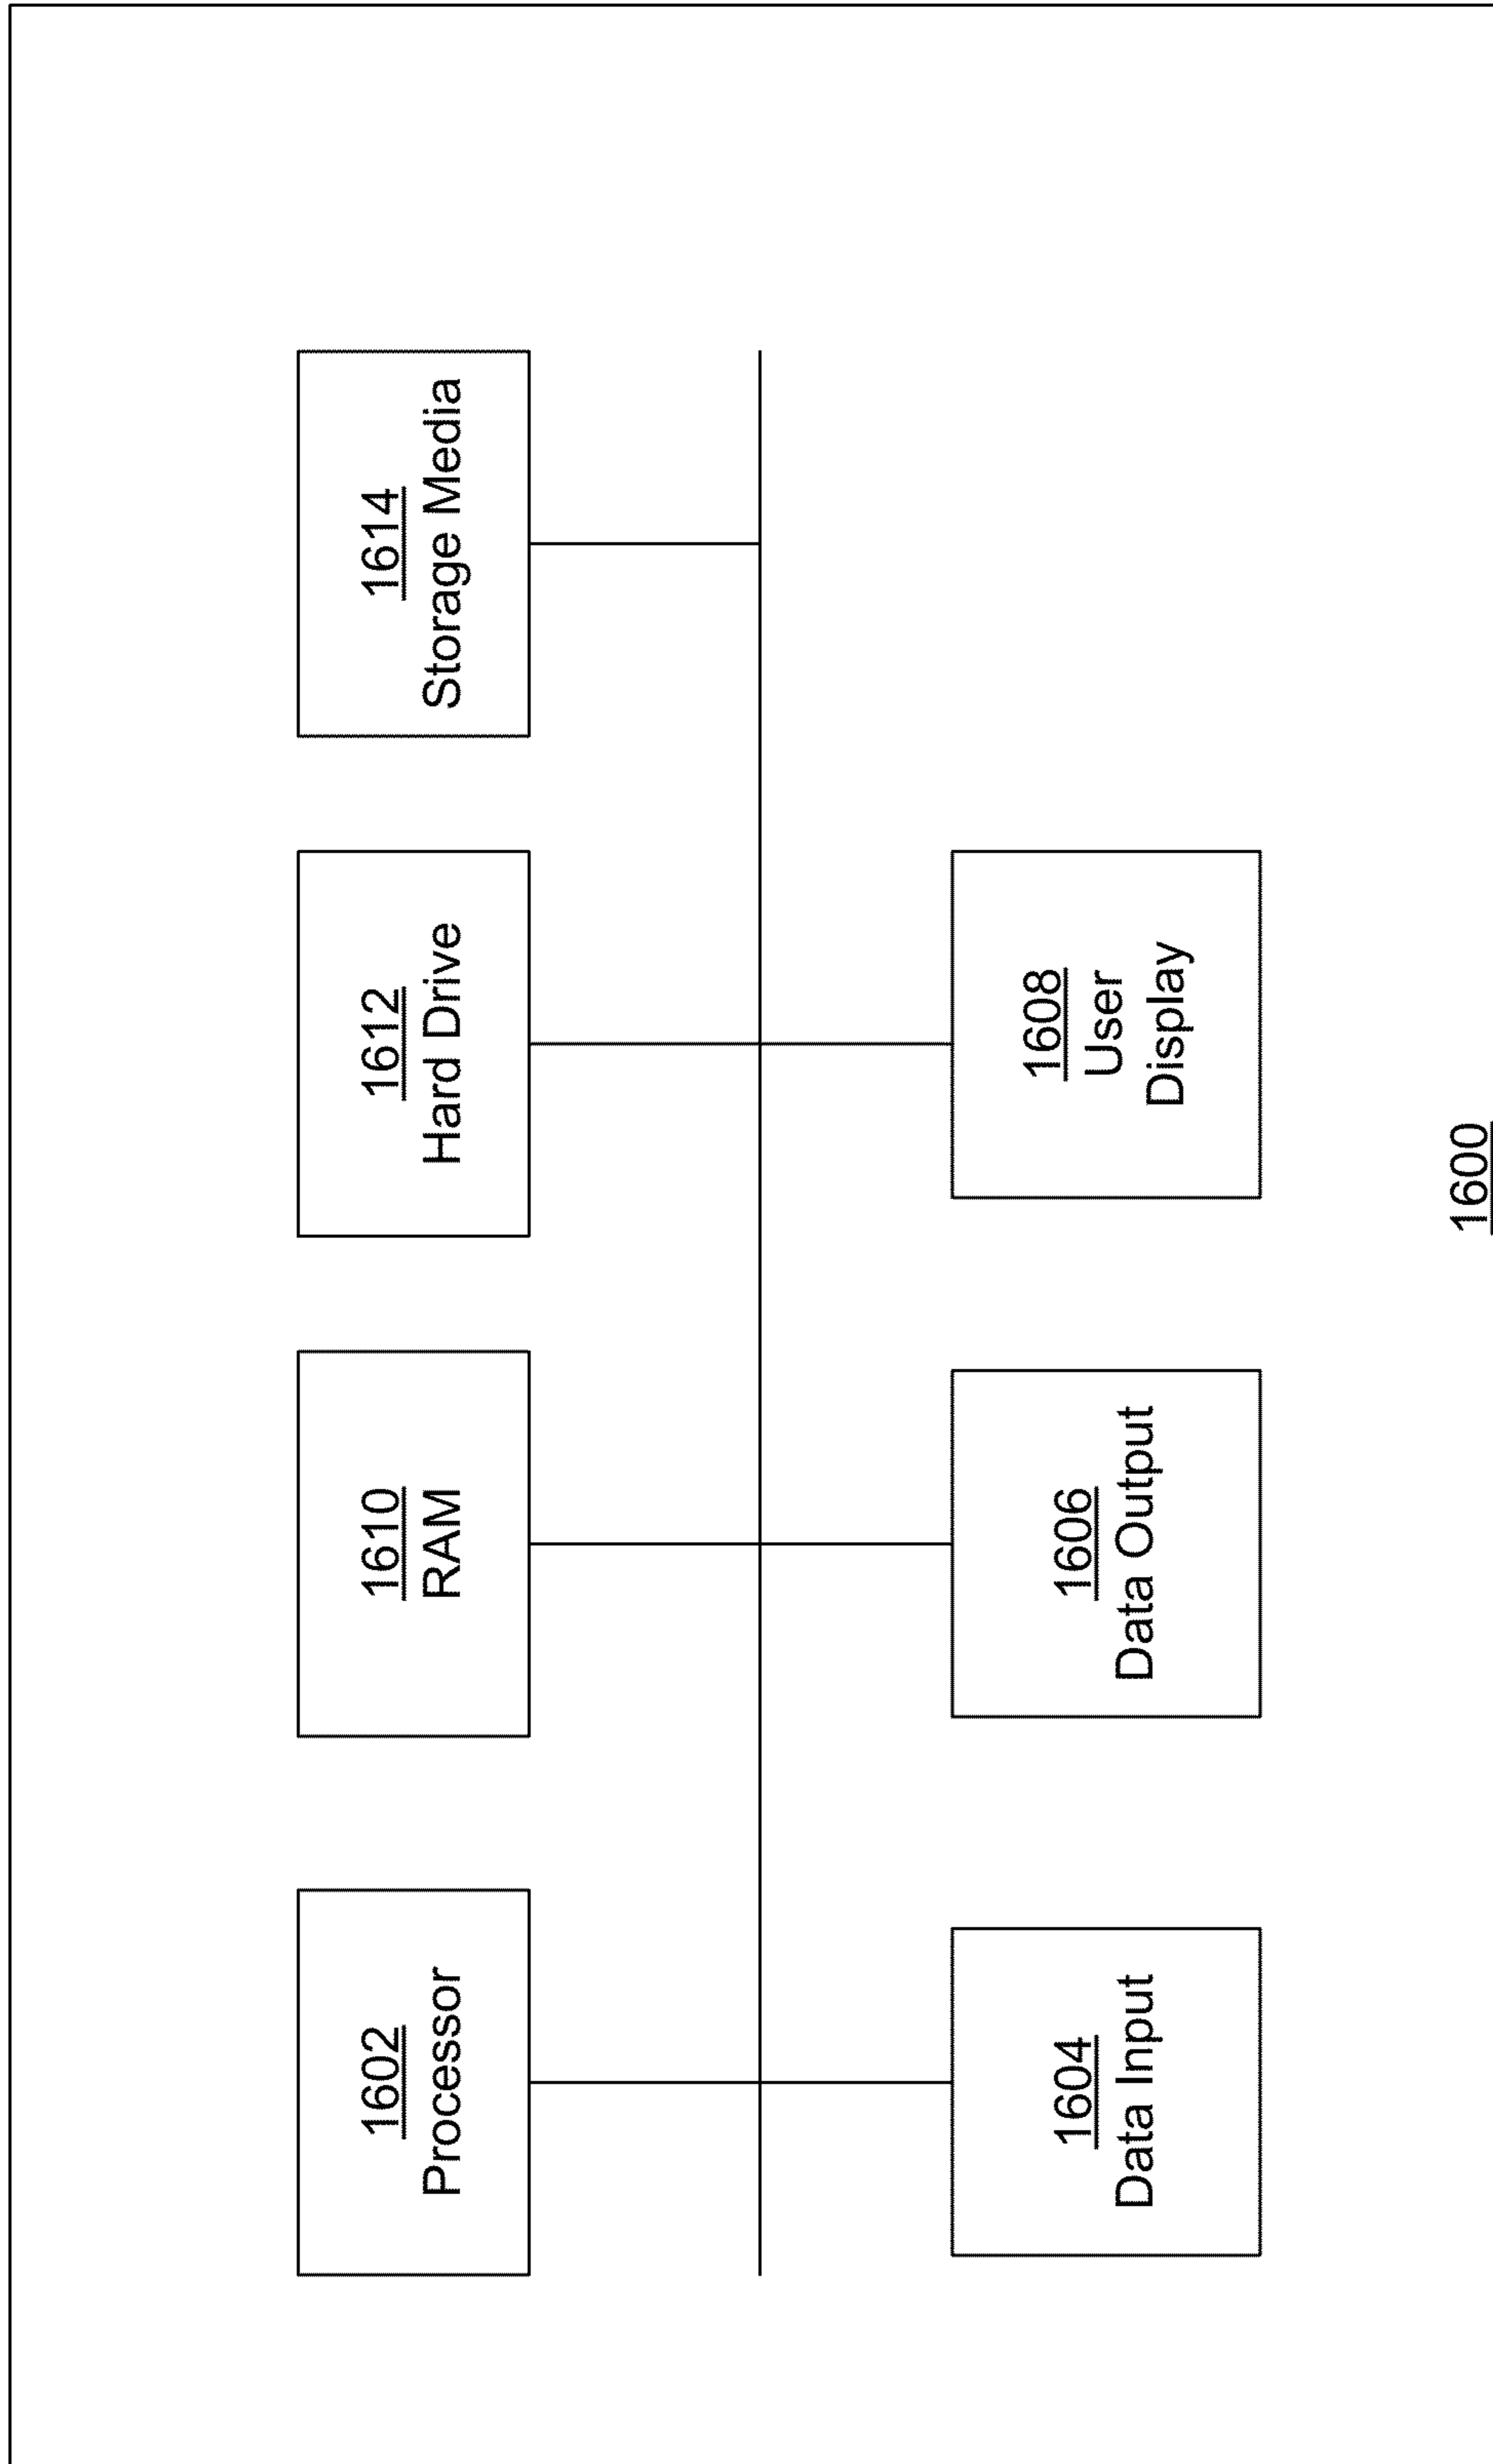 1602
Processor
1610
RAM
1612
Hard Drive
1614
Storage Media
1604
Data Input
1606
Data Output
1608
User
Display
1600